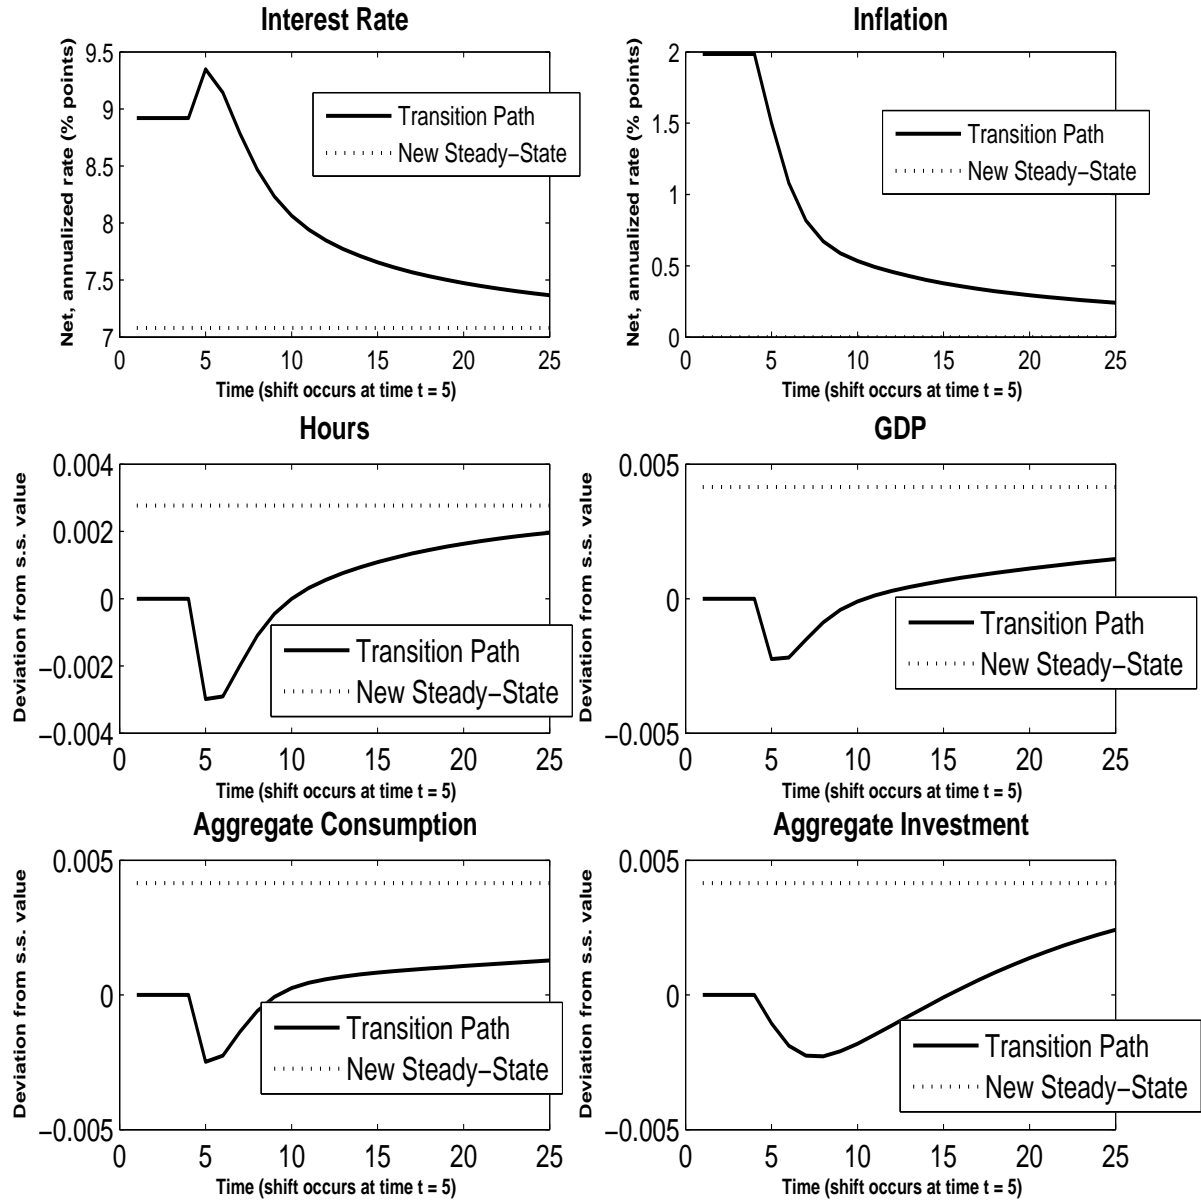 Interest Rate
Net, annualized rate (% points)
9.5
9
8.5
8
7.5
7
0 5 10 15 20 25
Transition Path
New Steady−State
Time (shift occurs at time t = 5)
Inflation
Net, annualized rate (% points)
2
1.5
1
0.5
0
0 5 10 15 20 25
Transition Path
New Steady−State
Time (shift occurs at time t = 5)
Hours
Deviation from s.s. value
0.004
0.002
0
−0.002
−0.004
0 5 10 15 20 25
Transition Path
New Steady−State
Time (shift occurs at time t = 5)
GDP
Deviation from s.s. value
0.005
0
−0.005
0 5 10 15 20 25
Transition Path
New Steady−State
Time (shift occurs at time t = 5)
Aggregate Consumption
Deviation from s.s. value
0.005
0
−0.005
0 5 10 15 20 25
Transition Path
New Steady−State
Time (shift occurs at time t = 5)
Aggregate Investment
Deviation from s.s. value
0.005
0
−0.005
0 5 10 15 20 25
Transition Path
New Steady−State
Time (shift occurs at time t = 5)